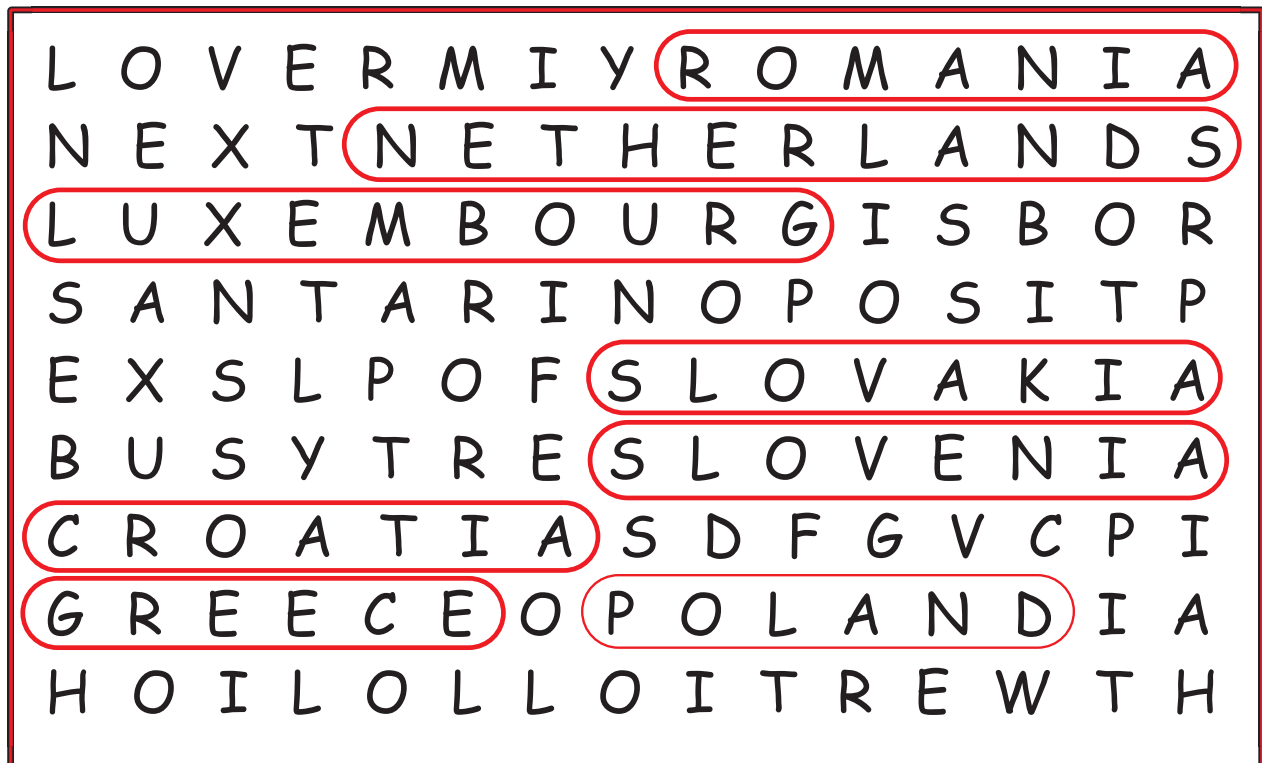 L O V E R M I Y R O M A N I A
N E X T N E T H E R L A N D S
L U X E M B O U R G I S B O R
S A N T A R I N O P O S I T P
E X S L P O F S L O V A K I A
B U S Y T R E S L O V E N I A
C R O A T I A S D F G V C P I
G R E E C E O P O L A N D I A
H O I L O L L O I T R E W T H